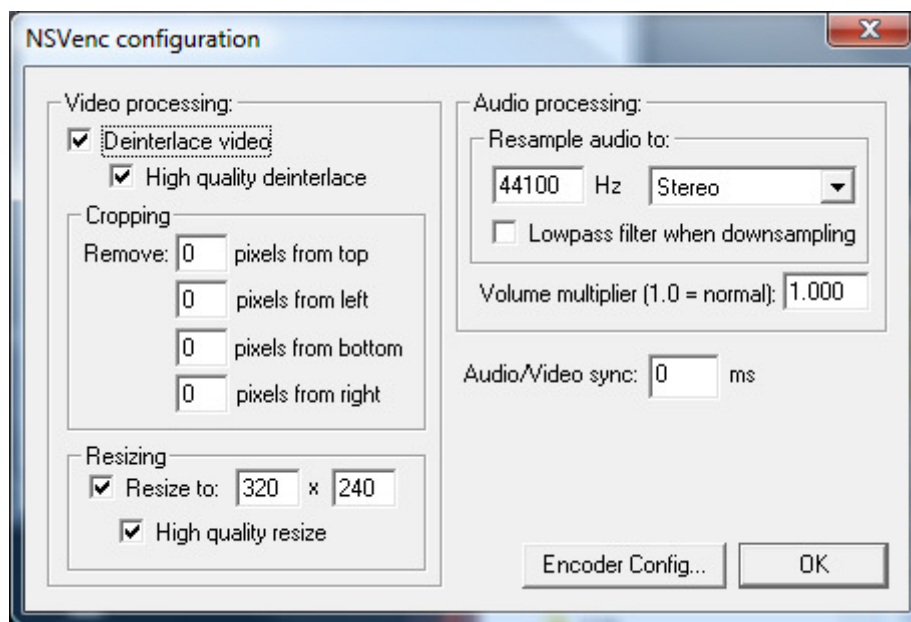 NSVenc configuration
Video processing:
Deinterlace video
High quality deinterlace
Cropping
Remove: 0 pixels from top
0 pixels from left
0 pixels from bottom
0 pixels from right
Resizing
Resize to: 320 x 240
High quality resize
Audio processing:
Resample audio to:
44100 Hz Stereo
Lowpass filter when downsampling
Volume multiplier (1.0 = normal): 1.000
Audio/Video sync: 0 ms
Encoder Config... OK